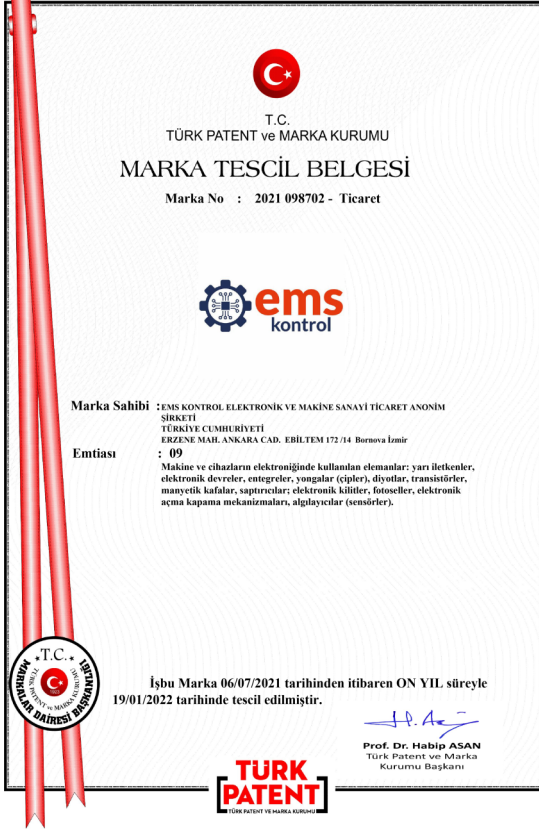 T.C.
TÜRK PATENT ve MARKA KURUMU
MARKA TESCİL BELGESİ
Marka No : 2021 098702 - Ticaret
ems
kontrol
Marka Sahibi : EMS KONTROL ELEKTRONİK VE MAKİNE SANAYİ TİCARET ANONİM
ŞİRKETİ
TÜRKİYE CUMHURİYETİ
ERZENE MAH. ANKARA CAD. EBİLTEM 172 /14 Bornova İzmir
Emtiası : 09
Makine ve cihazların elektroniğinde kullanılan elemanlar: yarı iletkenler,
elektronik devreler, entegreler, yongalar (çipler), diyotlar, transistörler,
manyetik kafalar, saptırıcılar; elektronik kilitler, fotoseller, elektronik
açma kapama mekanizmaları, algılayıcılar (sensörler).
T.C.
TÜRK PATENT ve MARKA KURUMU
MARKALAR DAİRESİ BAŞKANLIĞI
İşbu Marka 06/07/2021 tarihinden itibaren ON YIL süreyle
19/01/2022 tarihinde tescil edilmiştir.
Prof. Dr. Habip ASAN
Türk Patent ve Marka
Kurumu Başkanı
TÜRK
PATENT
TÜRK PATENT VE MARKA KURUMU